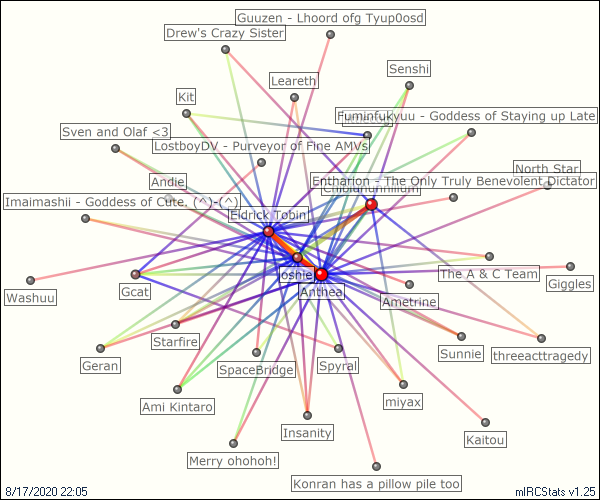 Guuzen - Lhoord ofg Tyup0osd
Drew's Crazy Sister
Senshi
Leareth
Kit
Fuminfukyuu - Goddess of Staying up Late
Sven and Olaf <3
LostboyDV - Purveyor of Fine AMVs
North Star
Andie
Entharion - The Only Truly Benevolent Dictator
Imaimashii - Goddess of Cute, (^)-(^)
Eldrick Tobin
Joshie
The A & C Team
Giggles
Washuu
Gcat
Anthea
Ametrine
Starfire
Sunnie
threeacttragedy
Geran
SpaceBridge
Spyral
Ami Kintaro
miyax
Insanity
Kaitou
Merry ohohoh!
Konran has a pillow pile too
8/17/2020 22:05
mIRCStats v1.25